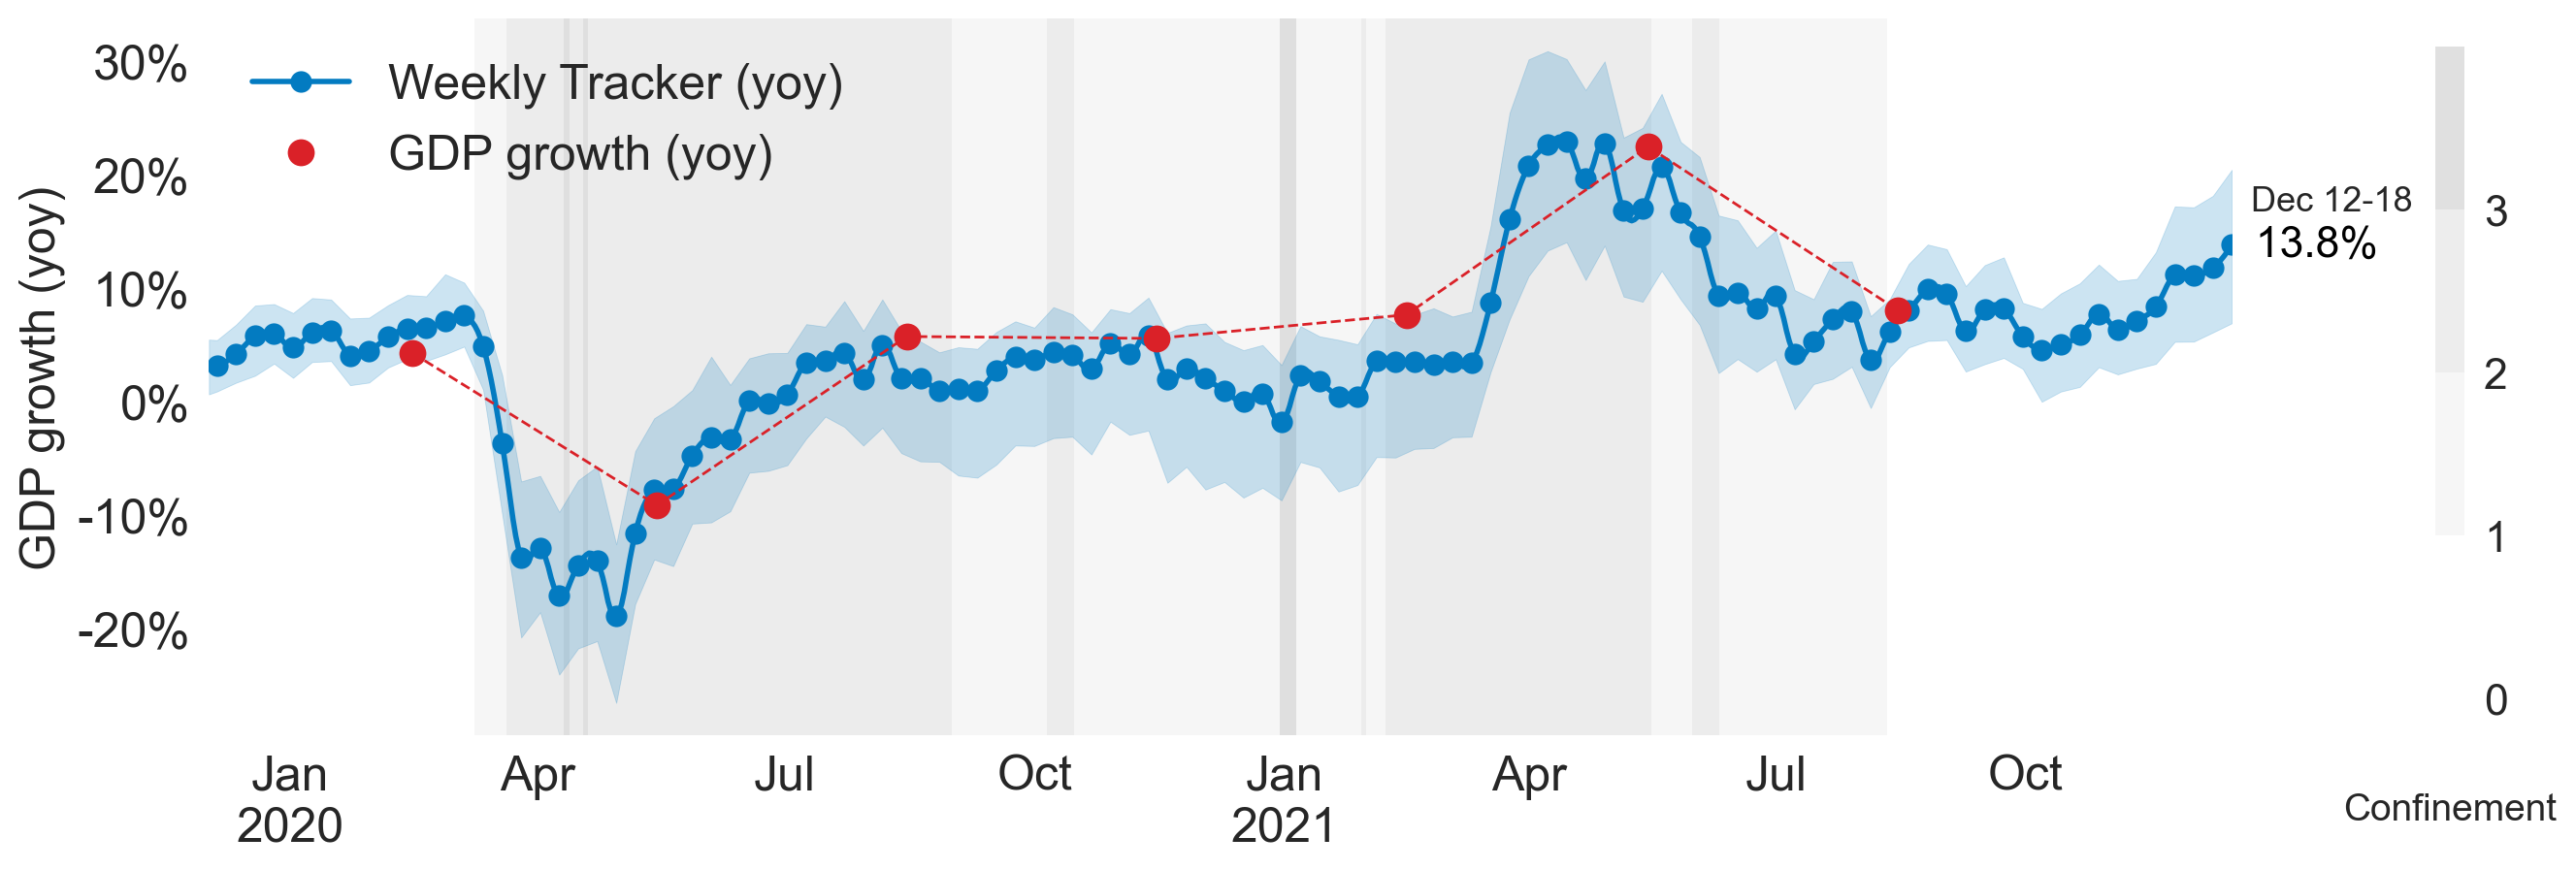 30%
20%
10%
0%
-10%
-20%
GDP growth (yoy)
Weekly Tracker (yoy)
GDP growth (yoy)
Dec 12-18
13.8%
3
2
1
0
Jan
2020
Apr
Jul
Oct
Jan
2021
Apr
Jul
Oct
Confinement